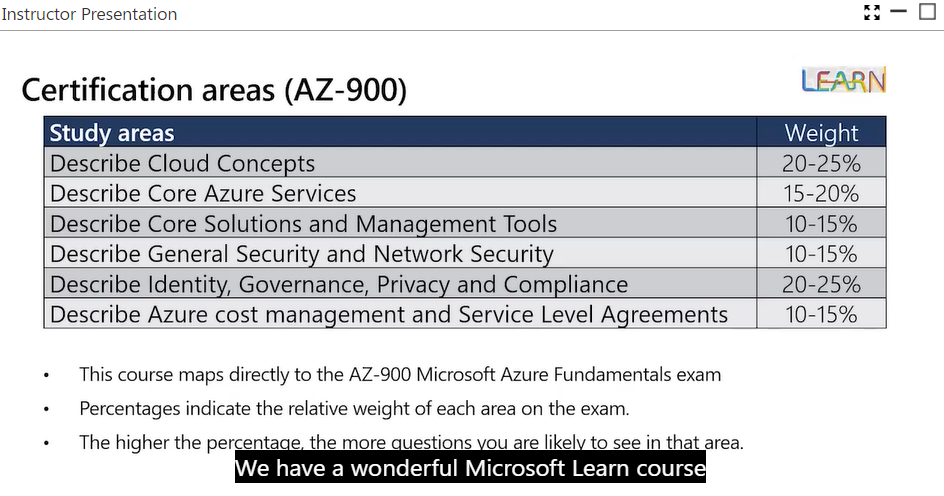 Instructor Presentation
Certification areas (AZ-900)
LEARN
Study areas Weight
Describe Cloud Concepts 20-25%
Describe Core Azure Services 15-20%
Describe Core Solutions and Management Tools 10-15%
Describe General Security and Network Security 10-15%
Describe Identity, Governance, Privacy and Compliance 20-25%
Describe Azure cost management and Service Level Agreements 10-15%
• This course maps directly to the AZ-900 Microsoft Azure Fundamentals exam
• Percentages indicate the relative weight of each area on the exam.
• The higher the percentage, the more questions you are likely to see in that area.
We have a wonderful Microsoft Learn course